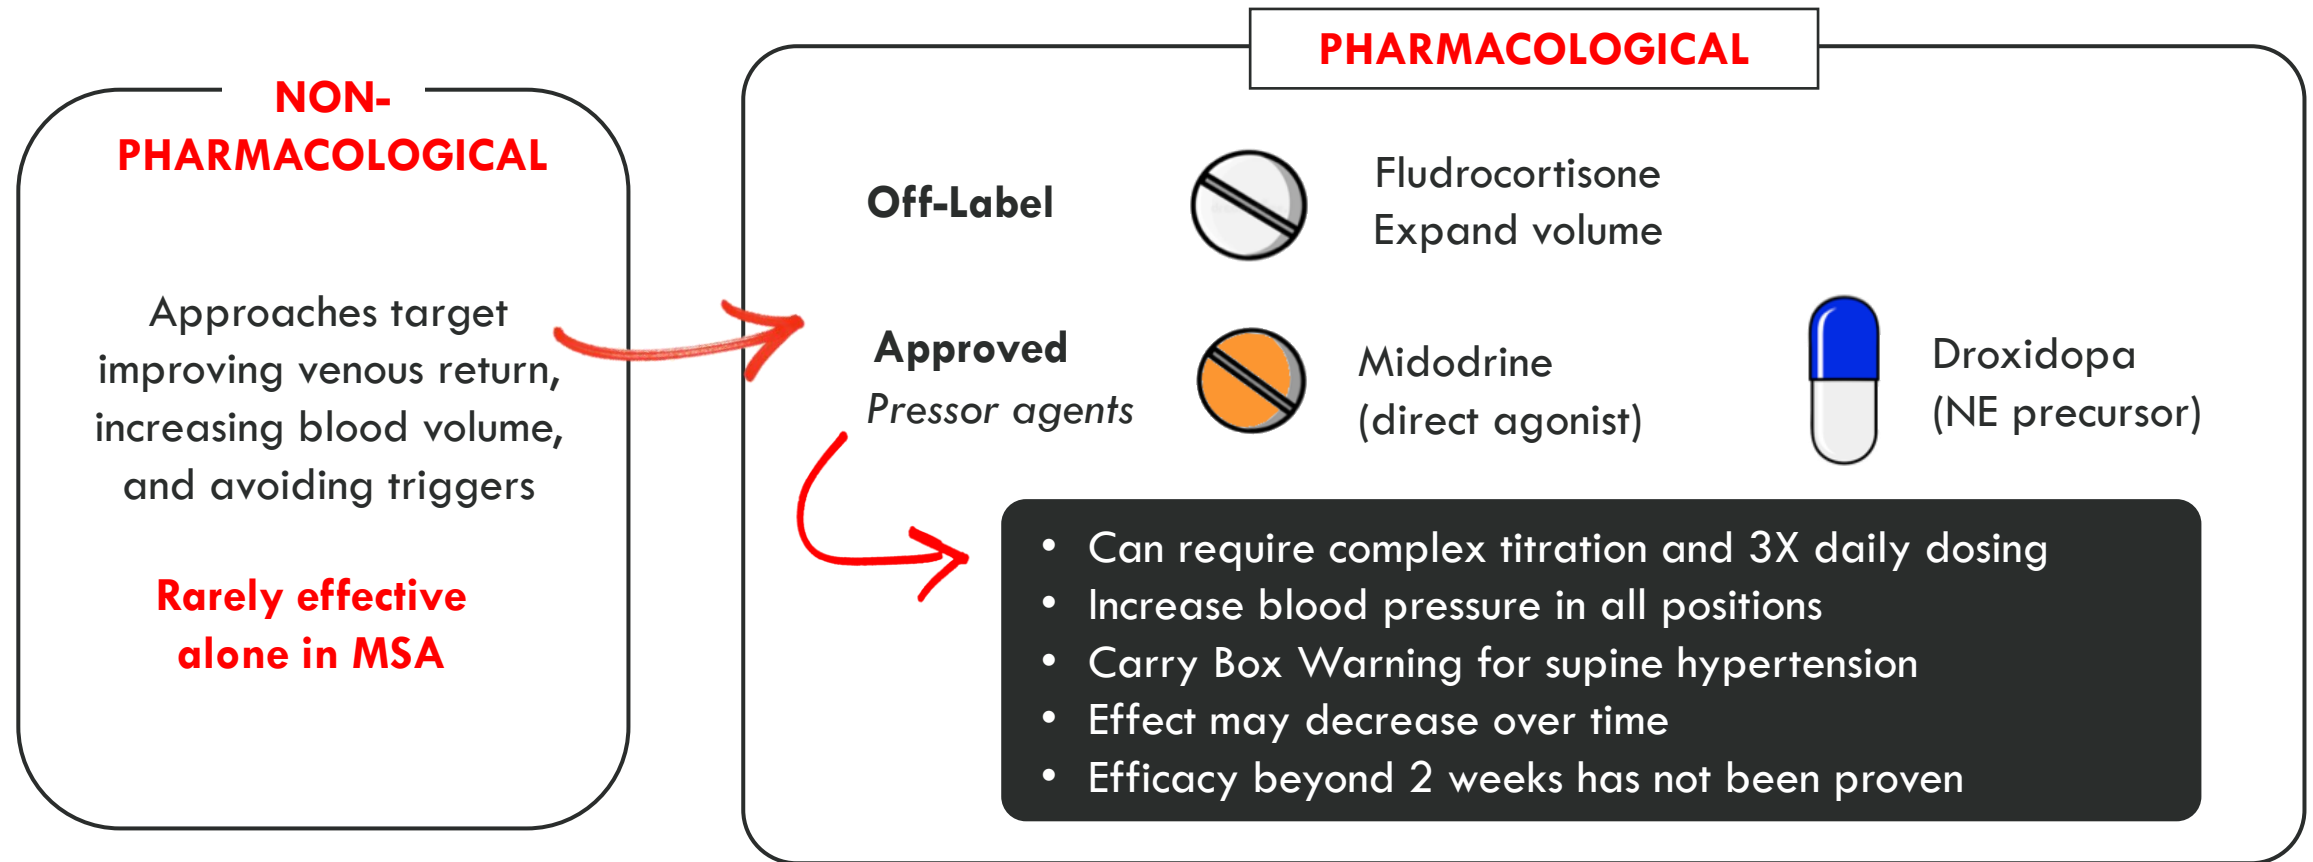 NON-
PHARMACOLOGICAL
Approaches target
improving venous return,
increasing blood volume,
and avoiding triggers
Rarely effective
alone in MSA
PHARMACOLOGICAL
Off-Label
Fludrocortisone
Expand volume
Approved
Pressor agents
Midodrine
(direct agonist)
Droxidopa
(NE precursor)
• Can require complex titration and 3X daily dosing
• Increase blood pressure in all positions
• Carry Box Warning for supine hypertension
• Effect may decrease over time
• Efficacy beyond 2 weeks has not been proven